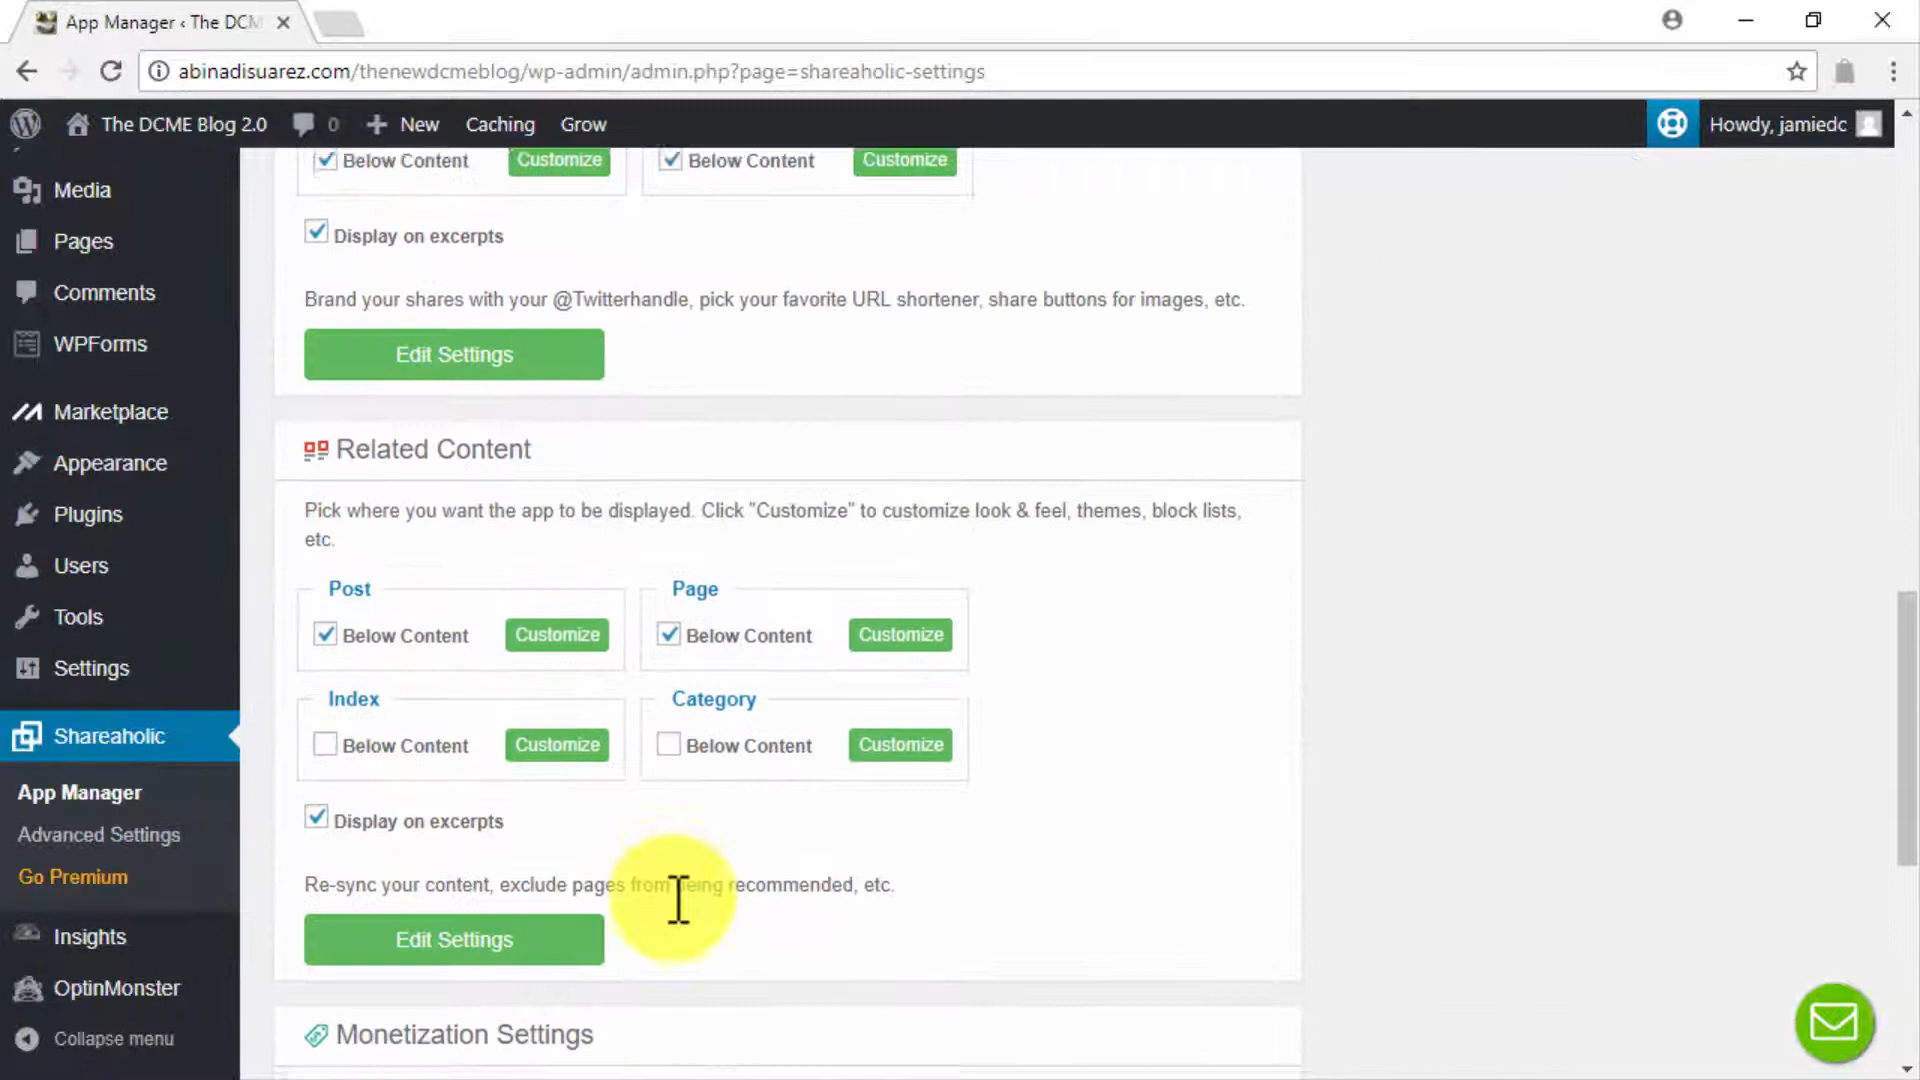 App Manager ‹ The DCM
abinadisuarez.com/thenewdcmeblog/wp-admin/admin.php?page=shareaholic-settings
The DCME Blog 2.0 0 New Caching Grow Howdy, jamiedc
Media
Pages
Comments
WPForms
Marketplace
Appearance
Plugins
Users
Tools
Settings
Shareaholic
App Manager
Advanced Settings
Go Premium
Insights
OptinMonster
Collapse menu
Below Content Customize Below Content Customize
Display on excerpts
Brand your shares with your @Twitterhandle, pick your favorite URL shortener, share buttons for images, etc.
Edit Settings
Related Content
Pick where you want the app to be displayed. Click "Customize" to customize look & feel, themes, block lists,
etc.
Post Page
Below Content Customize Below Content Customize
Index Category
Below Content Customize Below Content Customize
Display on excerpts
Re-sync your content, exclude pages from being recommended, etc.
Edit Settings
Monetization Settings